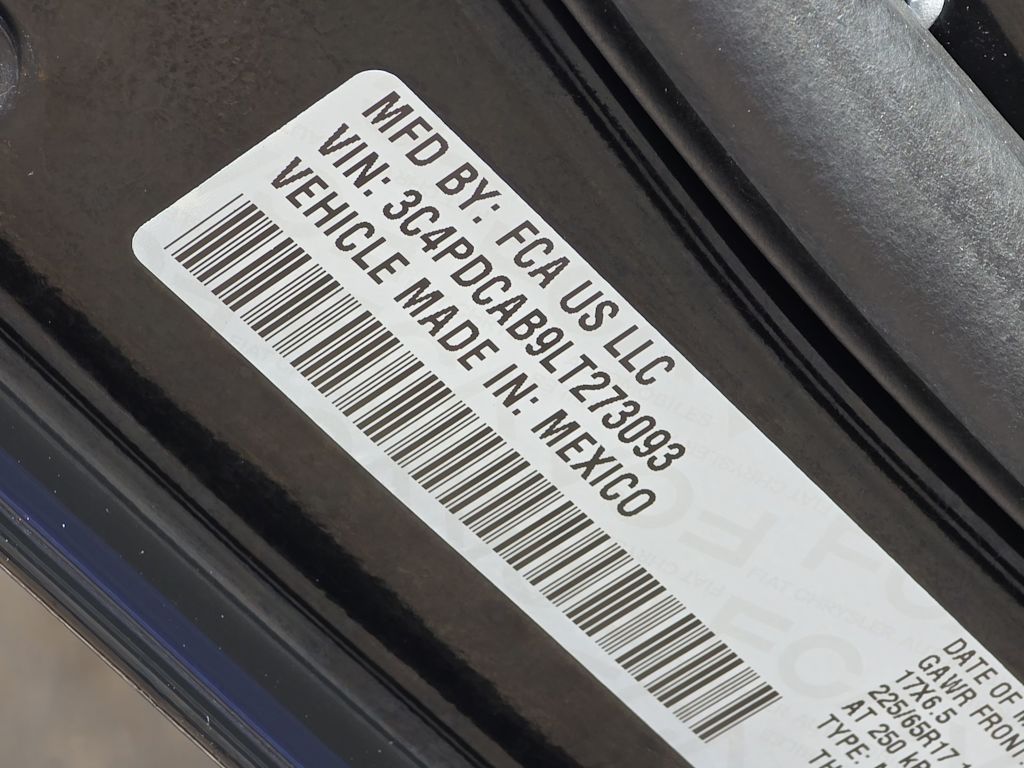 MFD BY: FCA US LLC
VIN: 3C4PDCAB9LT273093
VEHICLE MADE IN: MEXICO
DATE OF
GAWR FRONT
17X6.5
225/65R17
AT 250
TYPE: